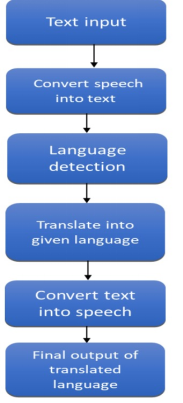 Text input
Convert speech
into text
Language
detection
Translate into
given language
Convert text
into speech
Final output of
translated
language